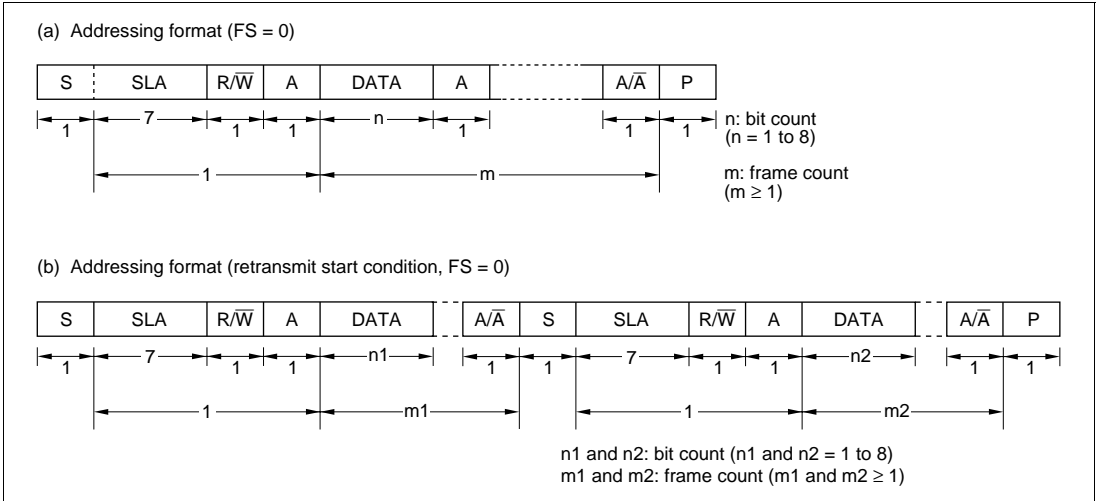 (a) Addressing format (FS = 0)
S SLA R/W̅ A DATA A A/A̅ P
1 7 1 1 n 1 1 1
n: bit count
(n = 1 to 8)
1 m
m: frame count
(m ≥ 1)
(b) Addressing format (retransmit start condition, FS = 0)
S SLA R/W̅ A DATA A/A̅ S SLA R/W̅ A DATA A/A̅ P
1 7 1 1 n1 1 1 7 1 1 n2 1 1
1 m1 1 m2
n1 and n2: bit count (n1 and n2 = 1 to 8)
m1 and m2: frame count (m1 and m2 ≥ 1)